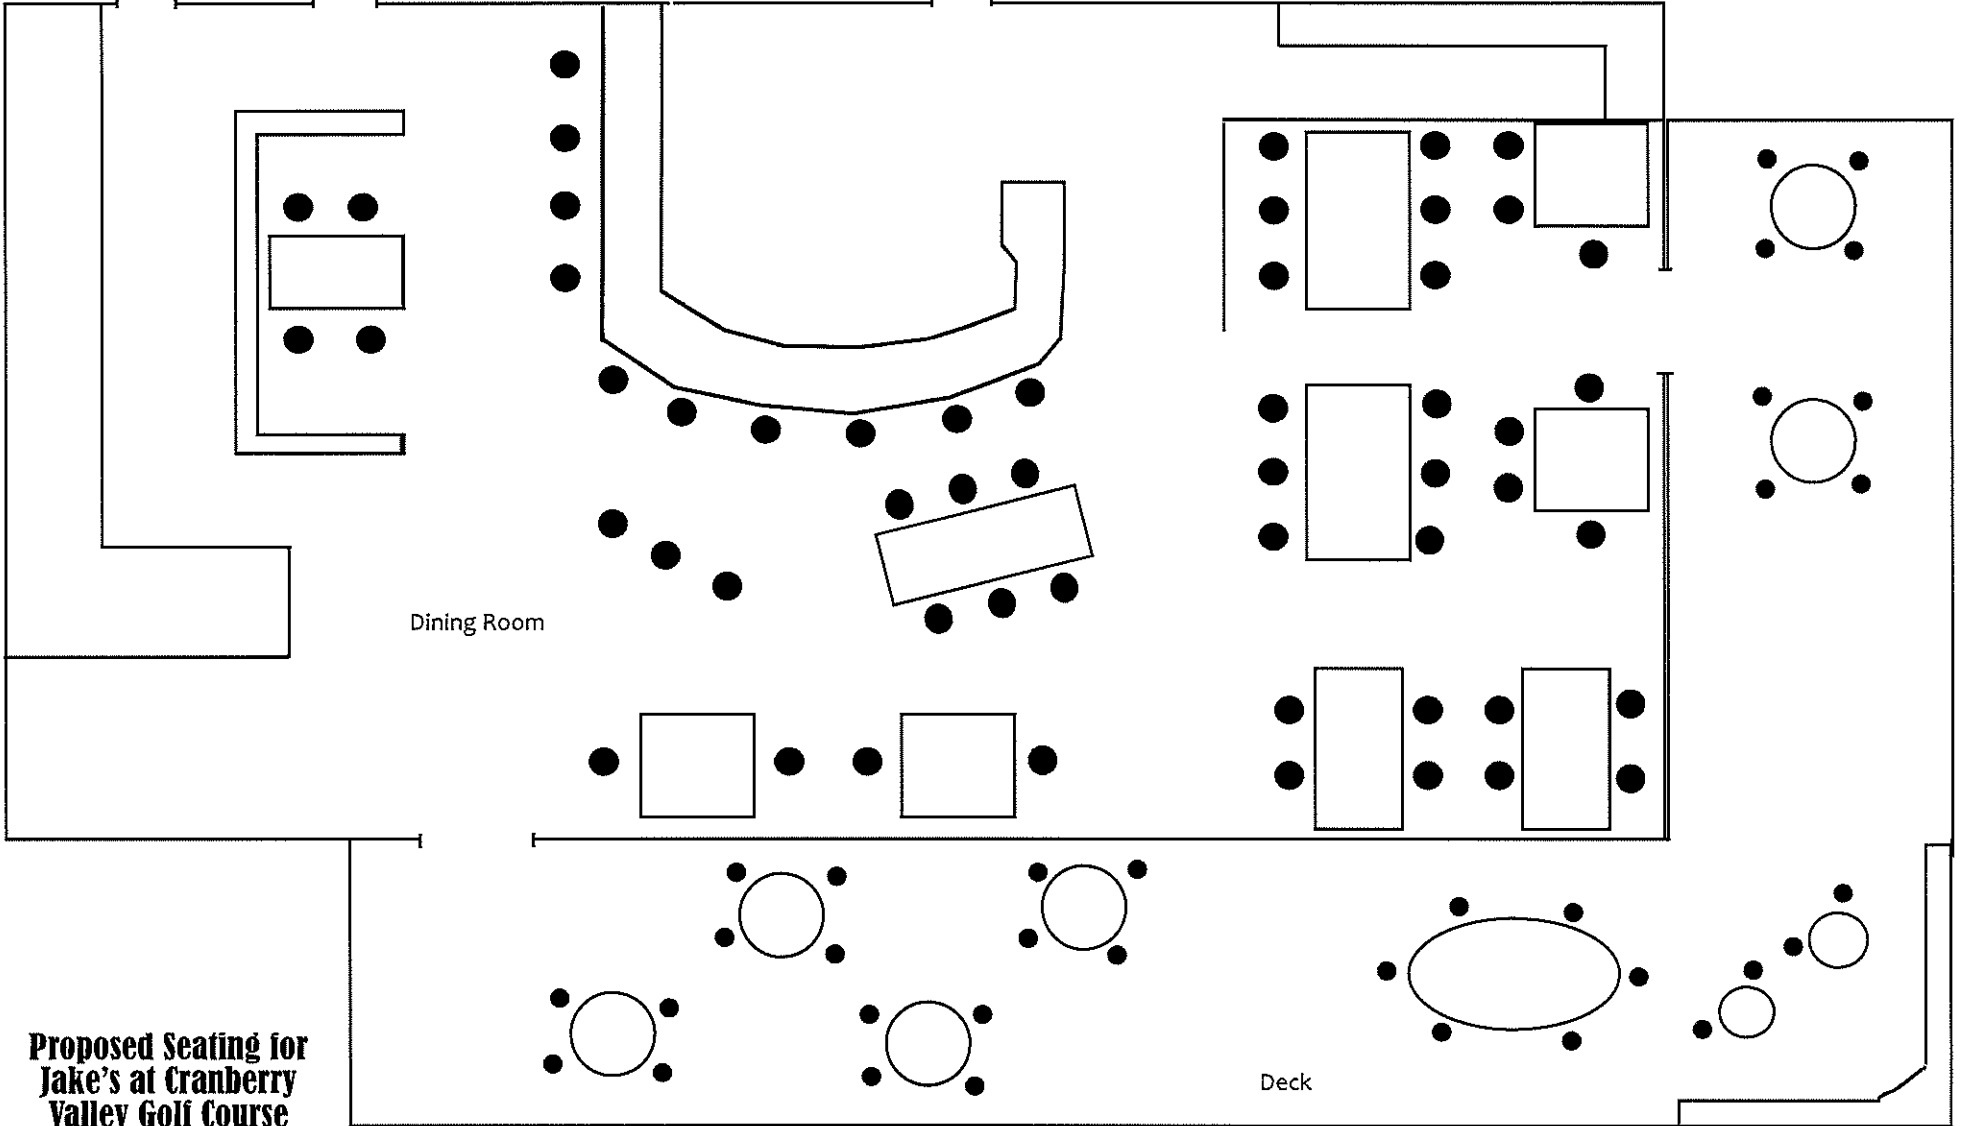 Dining Room
Proposed Seating for
Jake's at Cranberry
Valley Golf Course
Deck